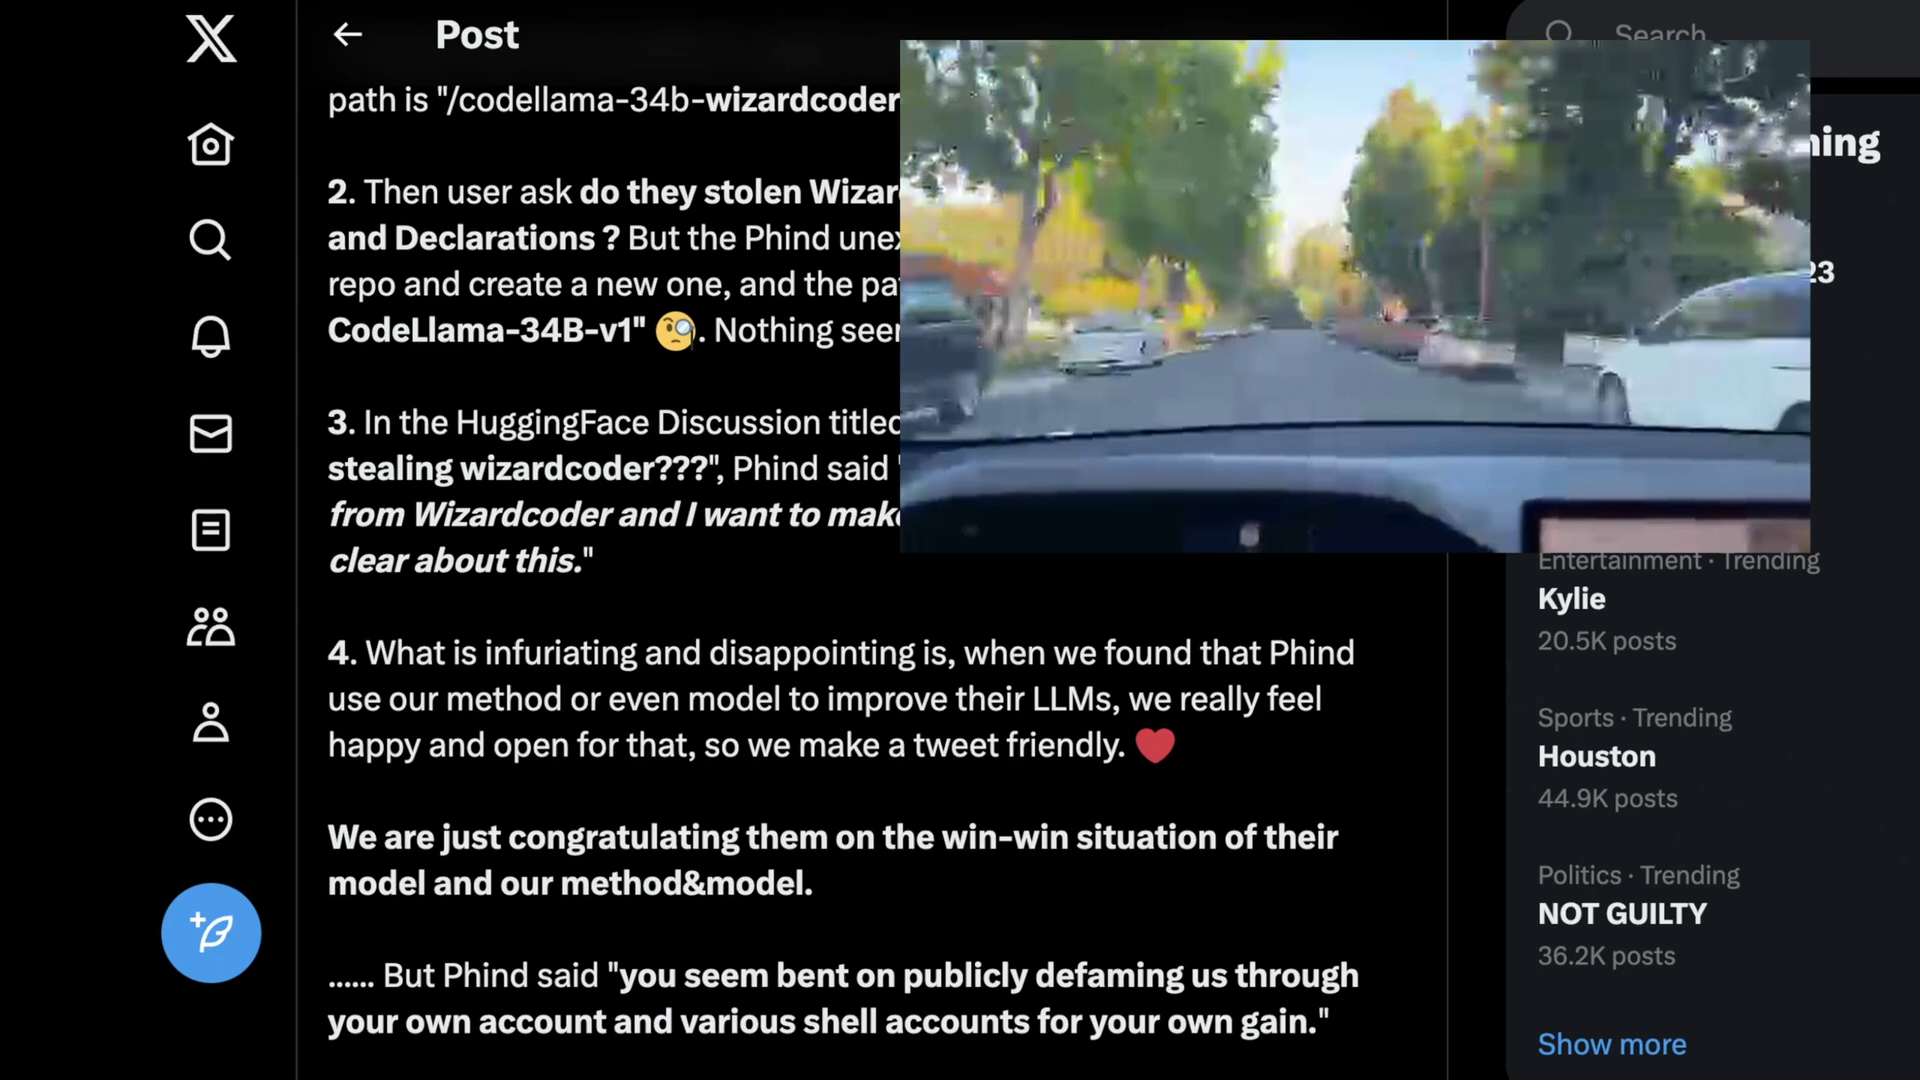 Post
Search
path is "/codellama-34b-wizardcoder
2. Then user ask do they stolen Wizar
and Declarations ? But the Phind unex
repo and create a new one, and the pa
CodeLlama-34B-v1" 🧐. Nothing seer
3. In the HuggingFace Discussion titled
stealing wizardcoder???", Phind said "
from Wizardcoder and I want to make
clear about this."
4. What is infuriating and disappointing is, when we found that Phind
use our method or even model to improve their LLMs, we really feel
happy and open for that, so we make a tweet friendly. ❤️
We are just congratulating them on the win-win situation of their
model and our method&model.
...... But Phind said "you seem bent on publicly defaming us through
your own account and various shell accounts for your own gain."
ning
23
Entertainment · Trending
Kylie
20.5K posts
Sports · Trending
Houston
44.9K posts
Politics · Trending
NOT GUILTY
36.2K posts
Show more